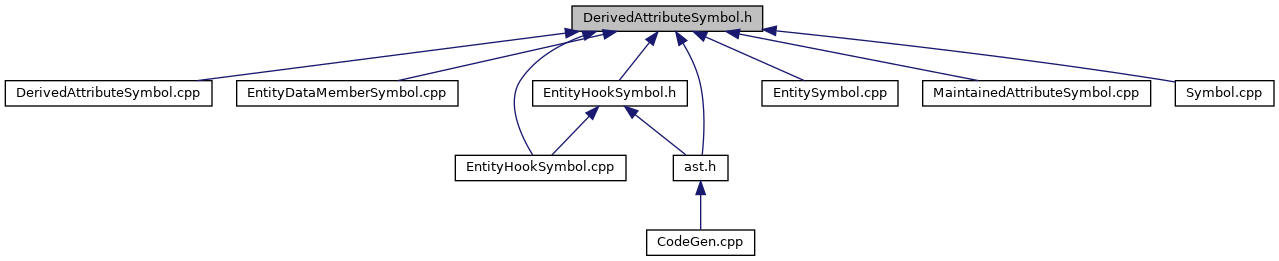 DerivedAttributeSymbol.h
DerivedAttributeSymbol.cpp
EntityDataMemberSymbol.cpp
EntityHookSymbol.h
EntitySymbol.cpp
MaintainedAttributeSymbol.cpp
Symbol.cpp
EntityHookSymbol.cpp
ast.h
CodeGen.cpp